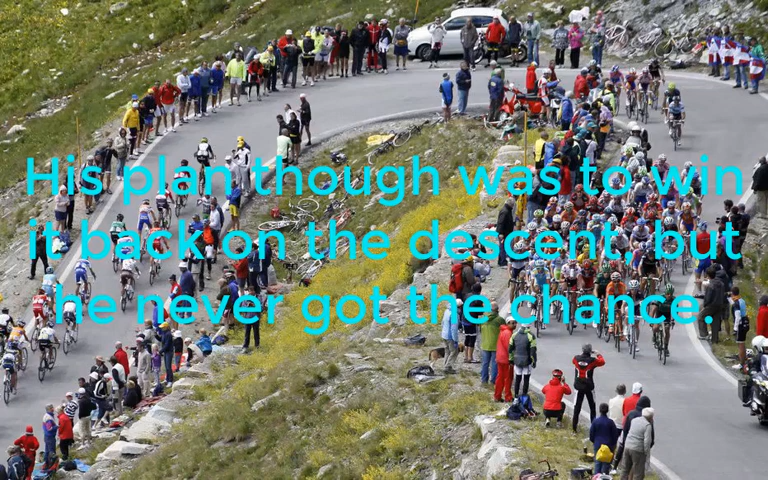 His plan though was to win
it back on the descent, but
he never got the chance.